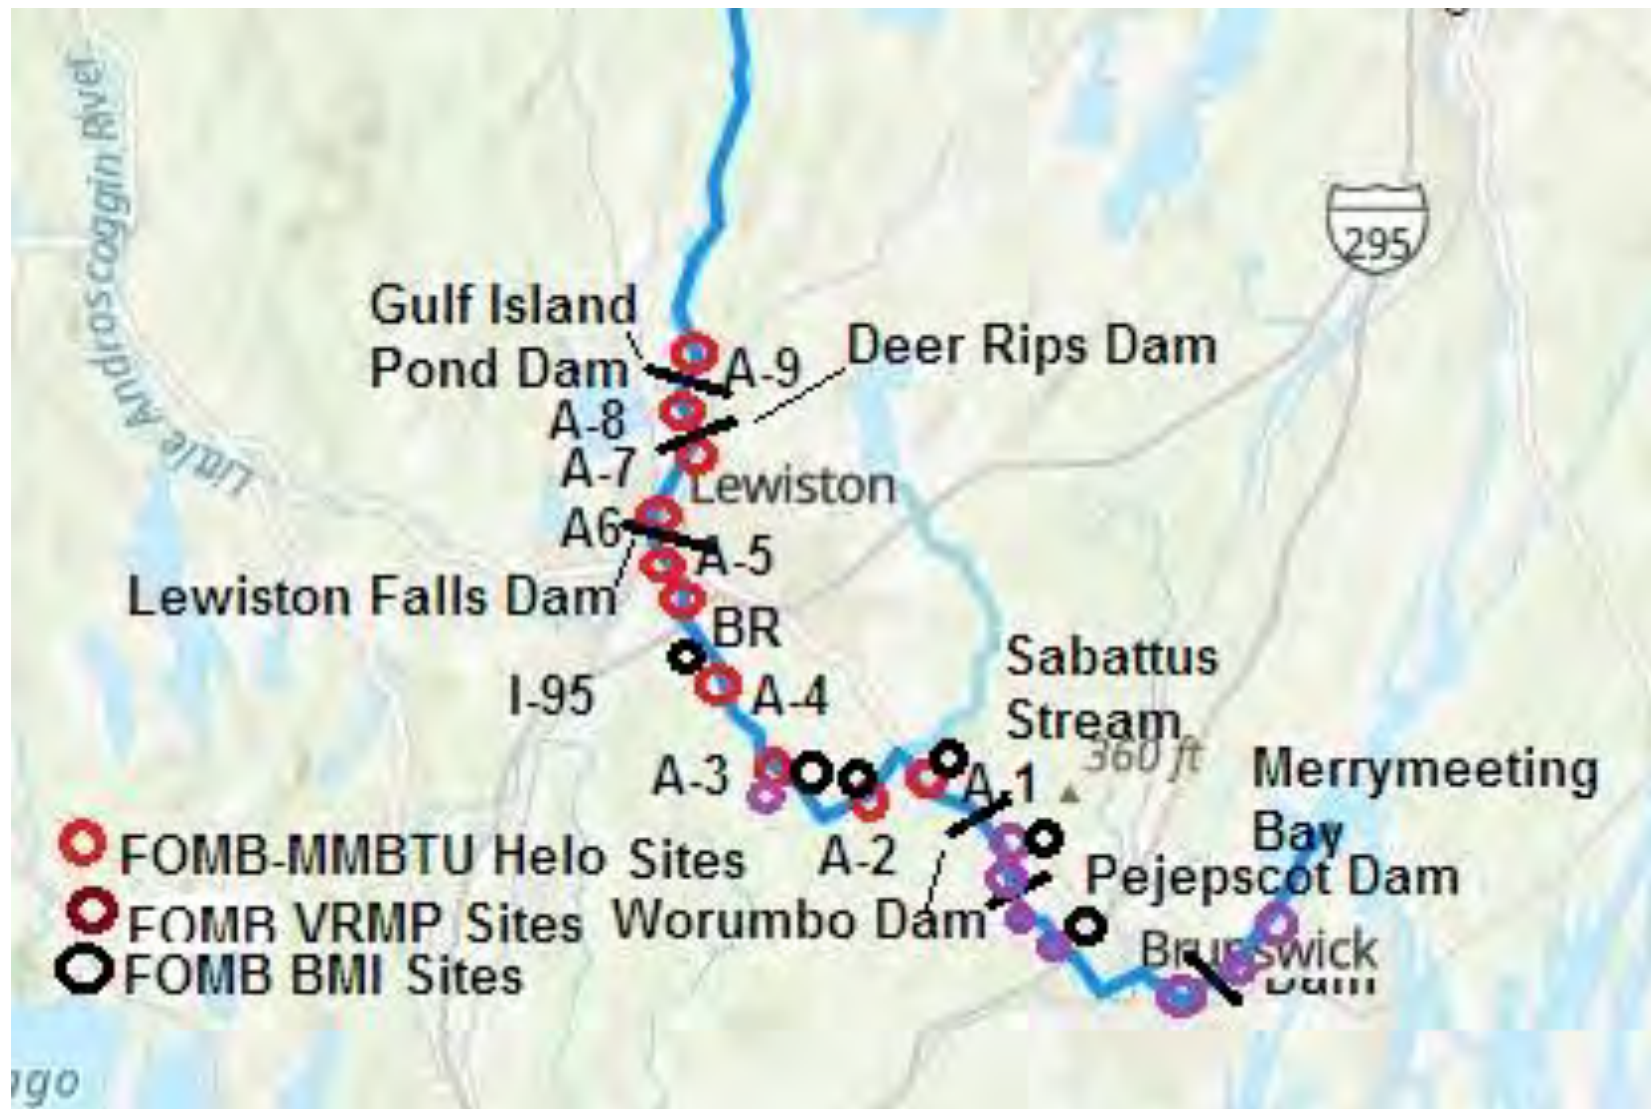 Little Androscoggin River
295
Gulf Island
Pond Dam
A-9
Deer Rips Dam
A-8
A-7
Lewiston
A6
A-5
Lewiston Falls Dam
BR
I-95
A-4
Sabattus
Stream
360 ft
A-3
A-1
Merrymeeting
Bay
FOMB-MMBTU Helo Sites
A-2
Pejepscot Dam
FOMB VRMP Sites
Worumbo Dam
Brunswick
Dam
FOMB BMI Sites
ago